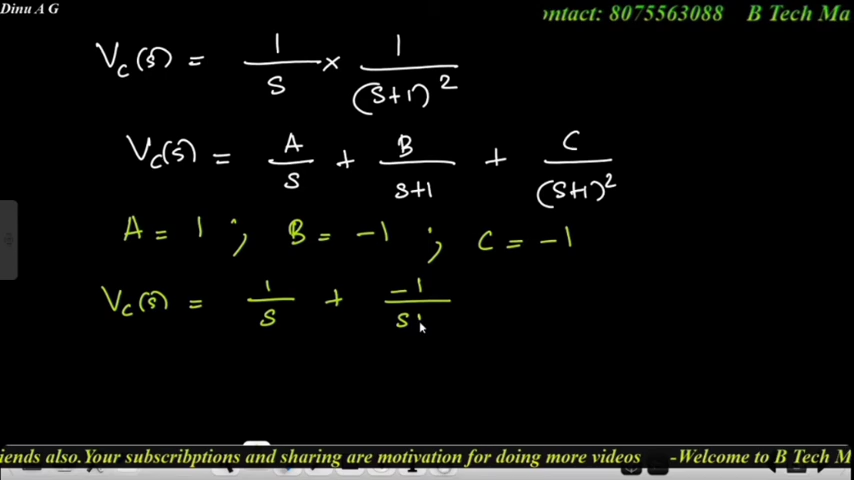 Dinu A G
ontact: 8075563088 B Tech Ma
Vc(s) = 1/S × 1/(S+1)²
Vc(s) = A/S + B/S+1 + C/(S+1)²
A = 1 ; B = -1 ; C = -1
Vc(s) = 1/S + -1/S
iends also.Your subscribptions and sharing are motivation for doing more videos -Welcome to B Tech M